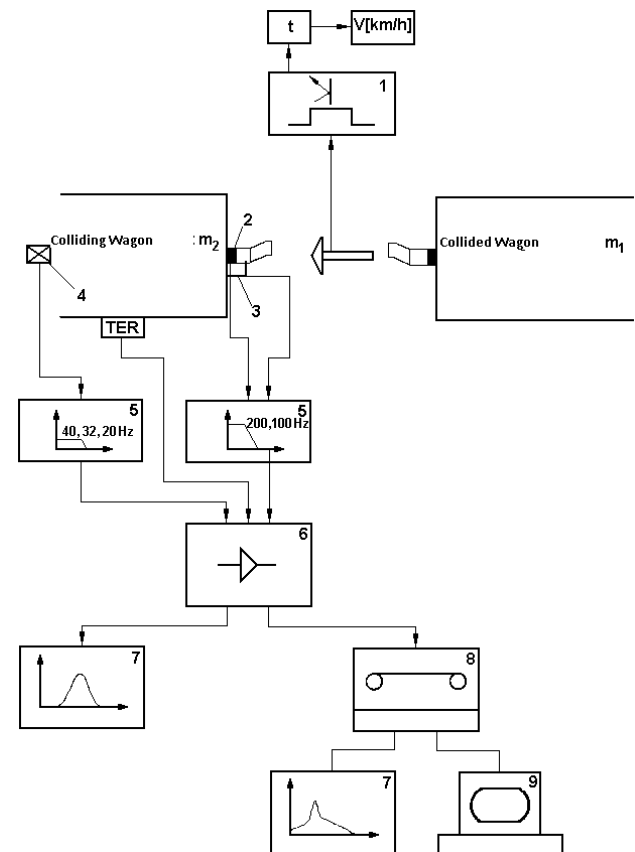 t
V[km/h]
1
Colliding Wagon
: m2
2
Collided Wagon
m1
4
3
TER
5
40, 32, 20 Hz
5
200, 100 Hz
6
7
8
7
9